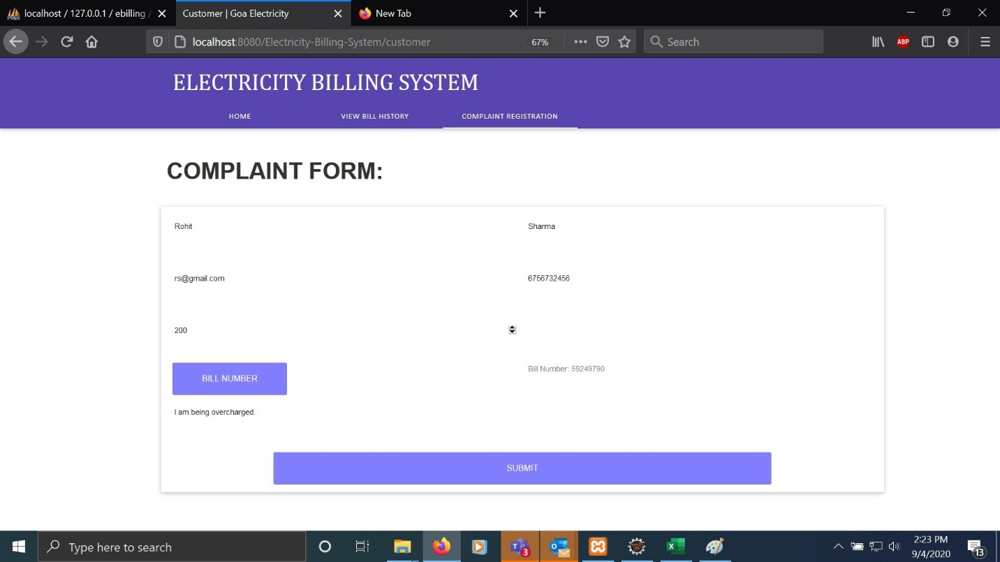 localhost / 127.0.0.1 / ebilling /
Customer | Goa Electricity
New Tab
localhost:8080/Electricity-Billing-System/customer
67%
Search
ABP
ELECTRICITY BILLING SYSTEM
HOME
VIEW BILL HISTORY
COMPLAINT REGISTRATION
COMPLAINT FORM:
Rohit
Sharma
rs@gmail.com
6756732456
200
BILL NUMBER
Bill Number: 59249790
I am being overcharged.
SUBMIT
Type here to search
3
2:23 PM
9/4/2020
13